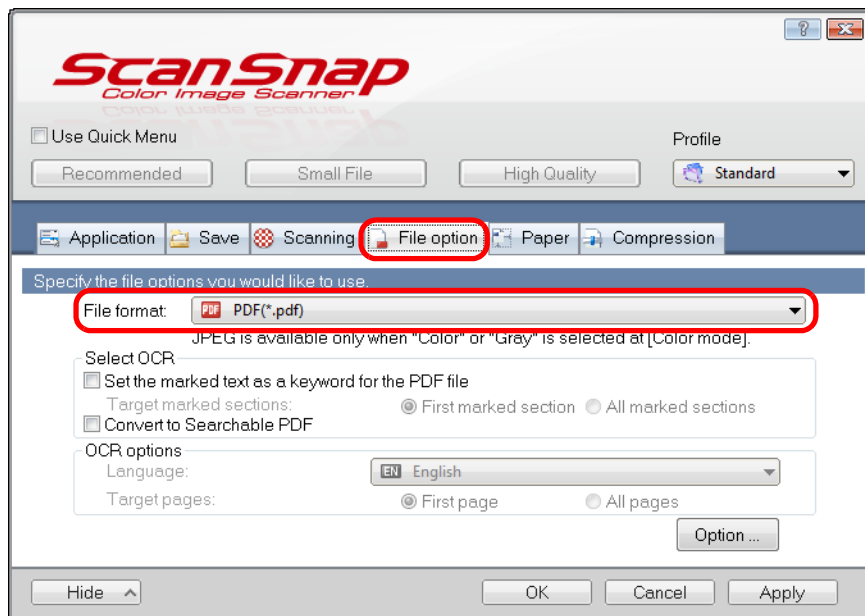 ScanSnap
Color Image Scanner
Use Quick Menu
Profile
Recommended Small File High Quality Standard
Application Save Scanning File option Paper Compression
Specify the file options you would like to use.
File format: PDF PDF(*.pdf)
JPEG is available only when "Color" or "Gray" is selected at [Color mode].
Select OCR
Set the marked text as a keyword for the PDF file
Target marked sections: First marked section All marked sections
Convert to Searchable PDF
OCR options
Language: EN English
Target pages: First page All pages
Option ...
Hide OK Cancel Apply